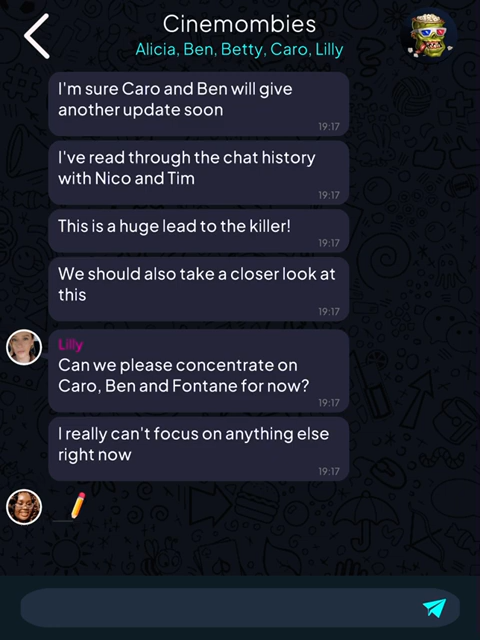 Cinemombies
Alicia, Ben, Betty, Caro, Lilly
I'm sure Caro and Ben will give
another update soon
19:17
I've read through the chat history
with Nico and Tim
19:17
This is a huge lead to the killer!
19:17
We should also take a closer look at
this
19:17
Lilly
Can we please concentrate on
Caro, Ben and Fontane for now?
19:17
I really can't focus on anything else
right now
19:17